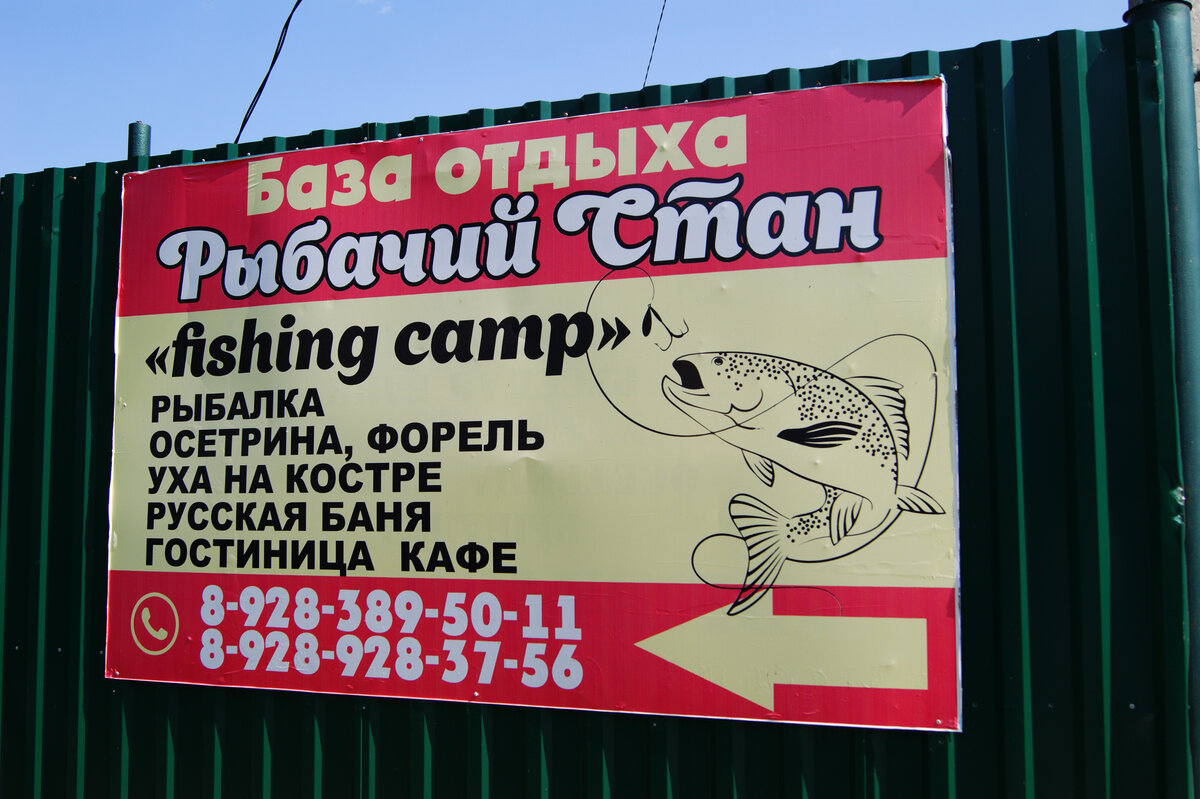 База отдыха
Рыбачий Стан
«fishing camp»
РЫБАЛКА
ОСЕТРИНА, ФОРЕЛЬ
УХА НА КОСТРЕ
РУССКАЯ БАНЯ
ГОСТИНИЦА КАФЕ
8-928-389-50-11
8-928-928-37-56